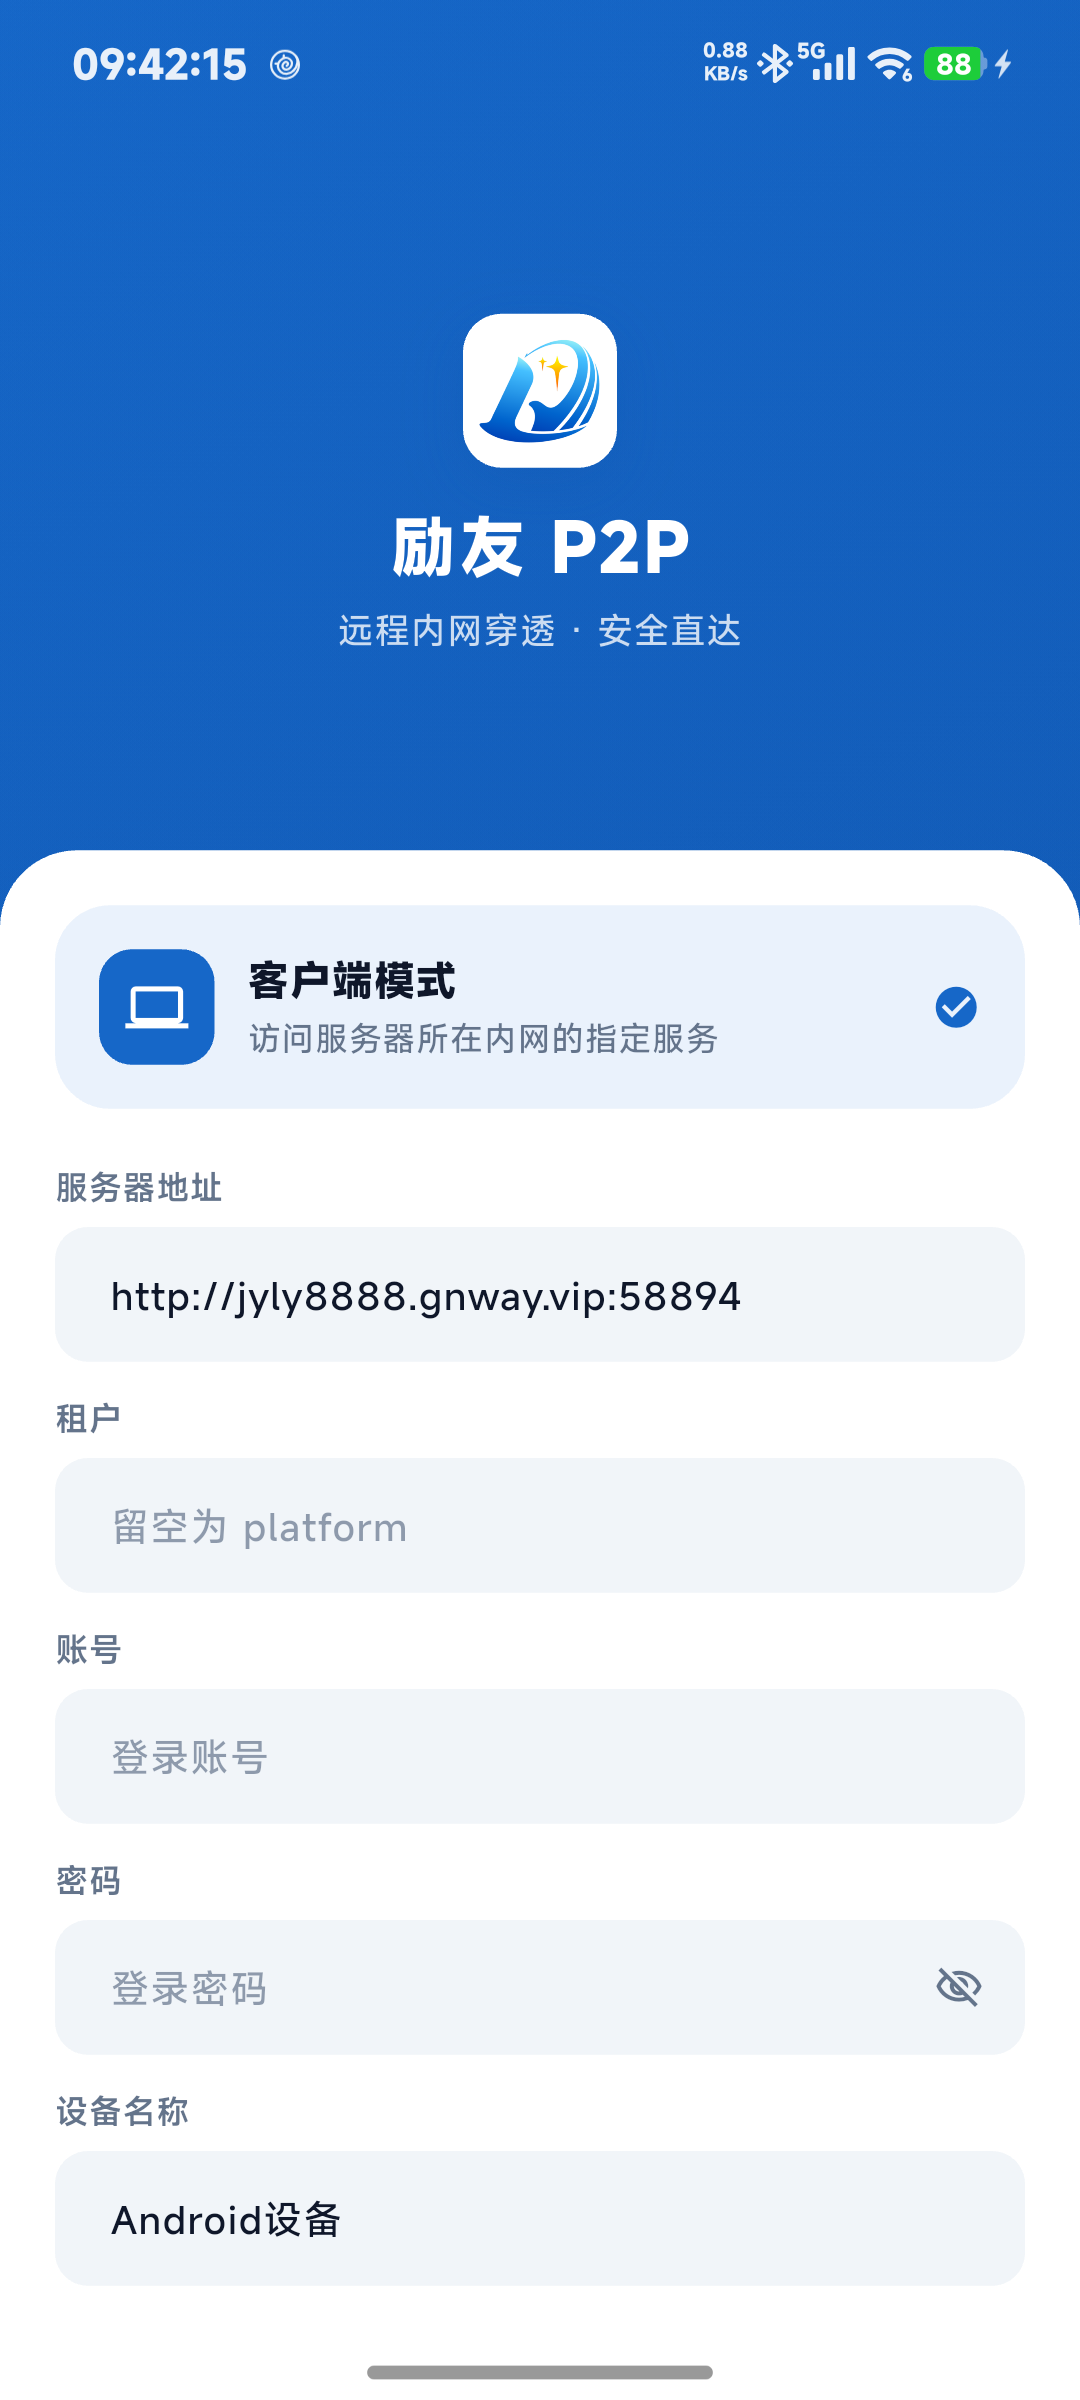 09:42:15
0.88 KB/s 5G 6 88
励友 P2P
远程内网穿透 · 安全直达
客户端模式
访问服务器所在内网的指定服务
服务器地址
http://jyly8888.gnway.vip:58894
租户
留空为 platform
账号
登录账号
密码
登录密码
设备名称
Android设备